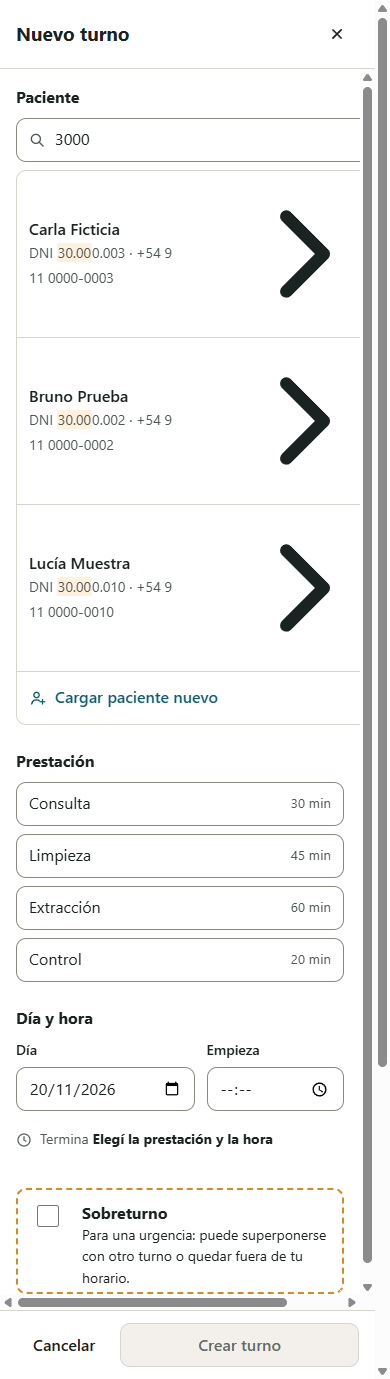 Nuevo turno
Paciente
3000
Carla Ficticia
DNI 30.000.003 · +54 9
11 0000-0003
Bruno Prueba
DNI 30.000.002 · +54 9
11 0000-0002
Lucía Muestra
DNI 30.000.010 · +54 9
11 0000-0010
Cargar paciente nuevo
Prestación
Consulta 30 min
Limpieza 45 min
Extracción 60 min
Control 20 min
Día y hora
Día Empieza
20/11/2026 --:--
Termina Elegí la prestación y la hora
Sobreturno
Para una urgencia: puede superponerse
con otro turno o quedar fuera de tu
horario.
Cancelar Crear turno